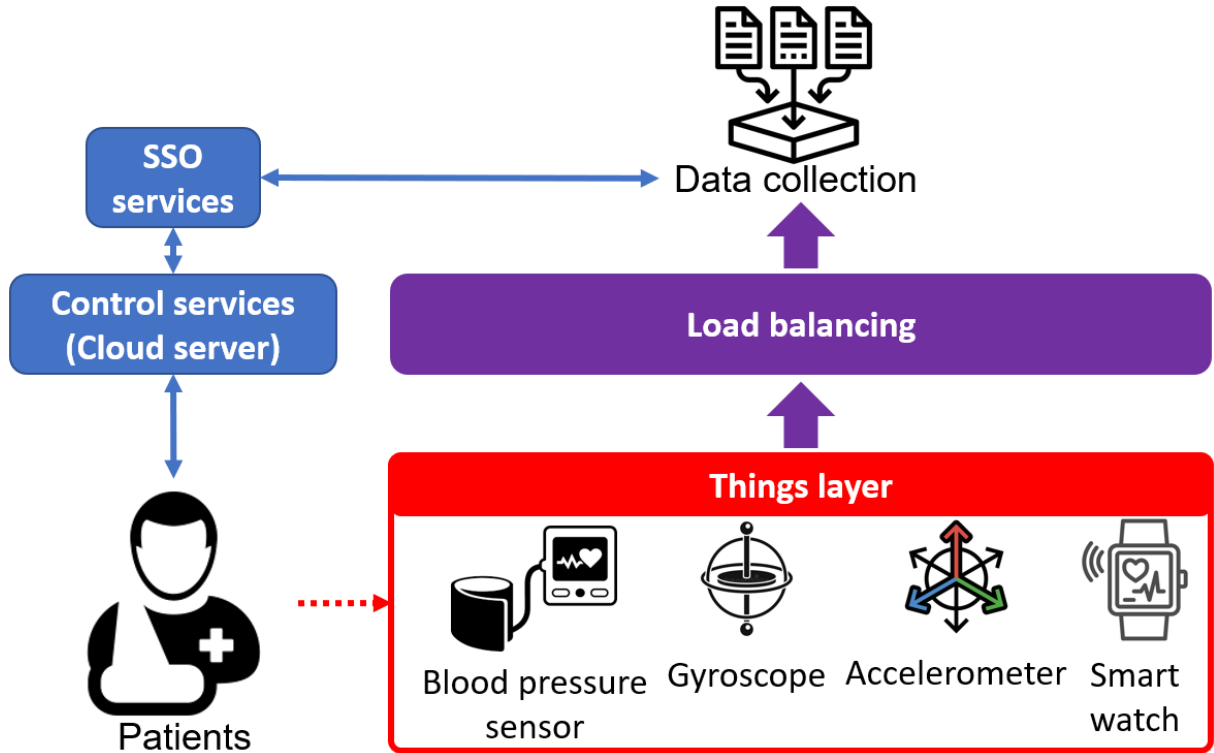 Data collection
SSO
services
Control services
(Cloud server)
Load balancing
Things layer
Blood pressure
sensor
Gyroscope
Accelerometer
Smart
watch
Patients